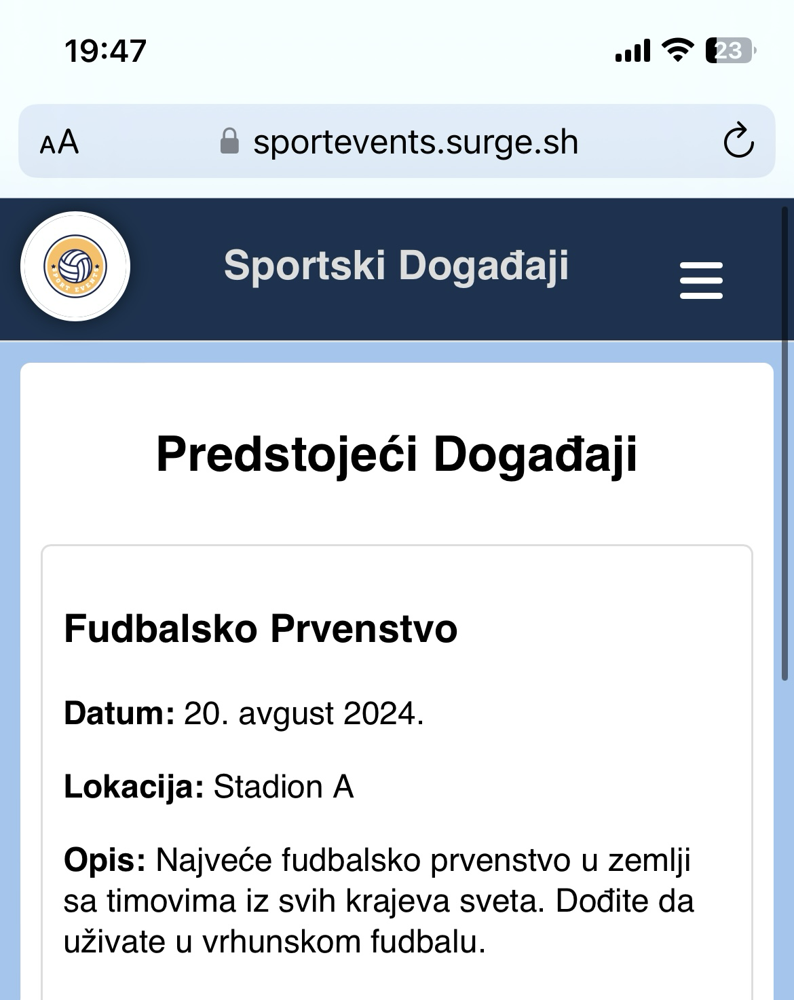 19:47
23
AA
sportevents.surge.sh
SPORT EVENTS
Sportski Događaji
Predstojeći Događaji
Fudbalsko Prvenstvo
Datum: 20. avgust 2024.
Lokacija: Stadion A
Opis: Najveće fudbalsko prvenstvo u zemlji
sa timovima iz svih krajeva sveta. Dođite da
uživate u vrhunskom fudbalu.